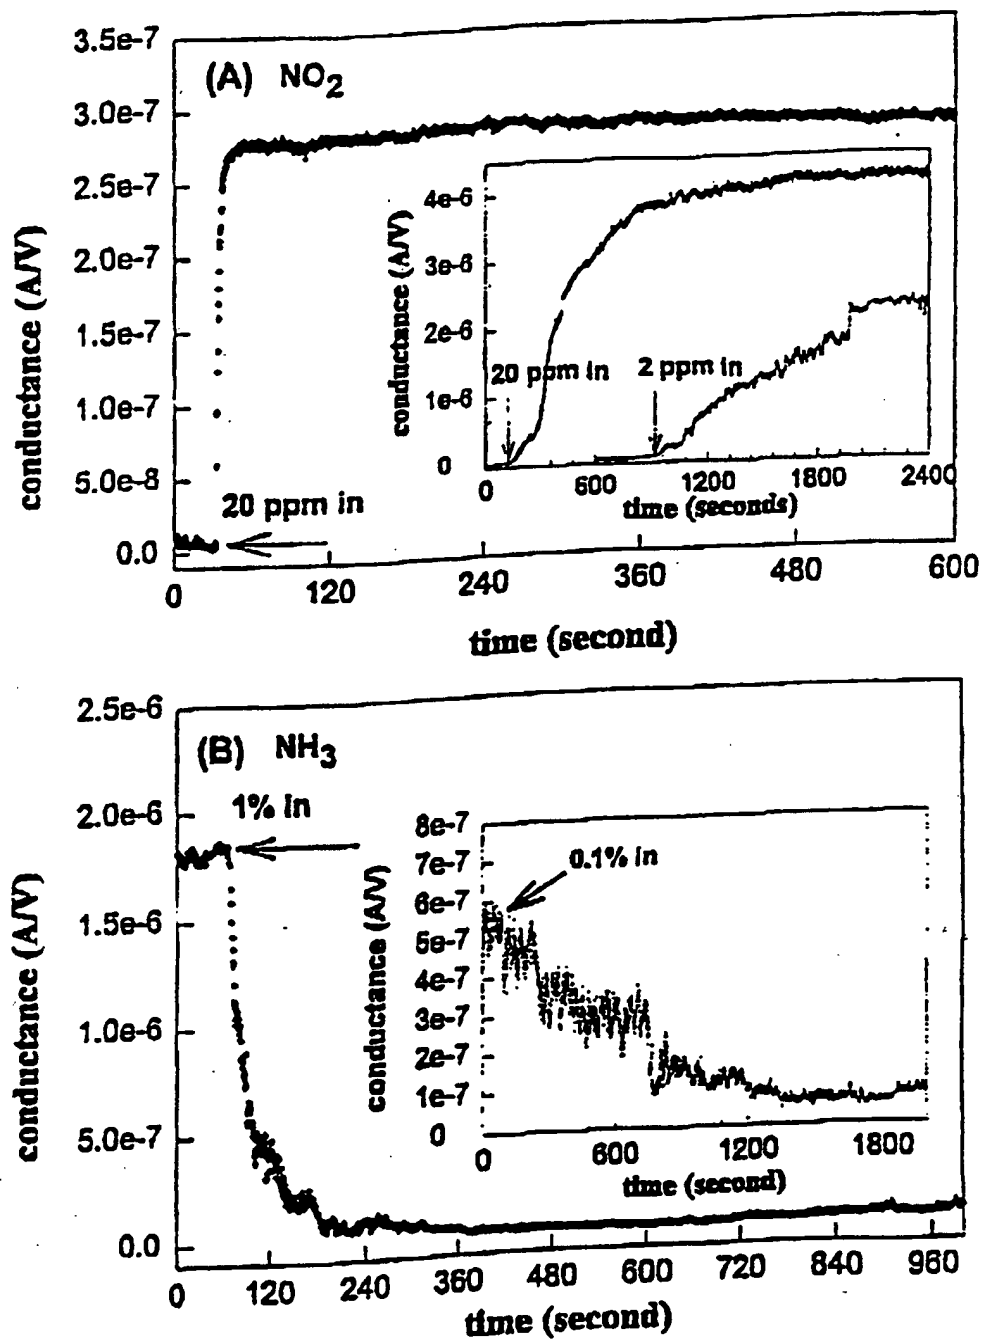 3.5e-7
(A) NO2
3.0e-7
2.5e-7
2.0e-7
1.5e-7
1.0e-7
5.0e-8
0.0
conductance (A/V)
20 ppm in
0 120 240 360 480 600
time (second)
4e-6
3e-6
2e-6
1e-6
0
conductance (A/V)
20 ppm in 2 ppm in
0 600 1200 1800 2400
time (seconds)
2.5e-6
(B) NH3
1% in
2.0e-6
1.5e-6
1.0e-6
5.0e-7
0.0
conductance (A/V)
0 120 240 360 480 600 720 840 960
time (second)
8e-7
7e-7
6e-7
5e-7
4e-7
3e-7
2e-7
1e-7
0
conductance (A/V)
0.1% in
0 600 1200 1800
time (second)